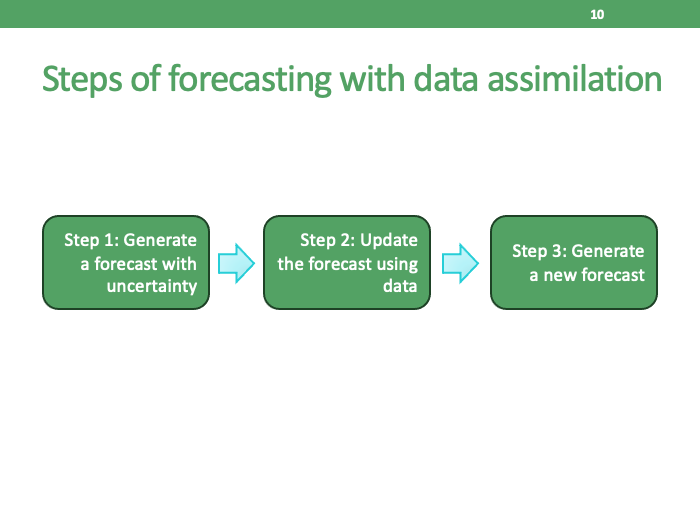 10
Steps of forecasting with data assimilation
Step 1: Generate
a forecast with
uncertainty
Step 2: Update
the forecast using
data
Step 3: Generate
a new forecast